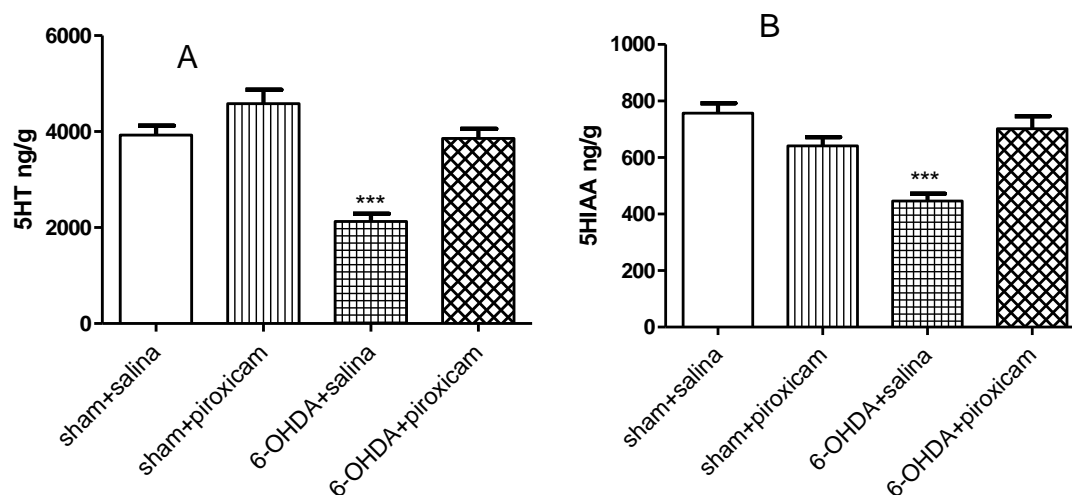 A
5HT ng/g
6000
4000
2000
0
***
sham+salina
sham+piroxicam
6-OHDA+salina
6-OHDA+piroxicam
B
5HIAA ng/g
1000
800
600
400
200
0
***
sham+salina
sham+piroxicam
6-OHDA+salina
6-OHDA+piroxicam